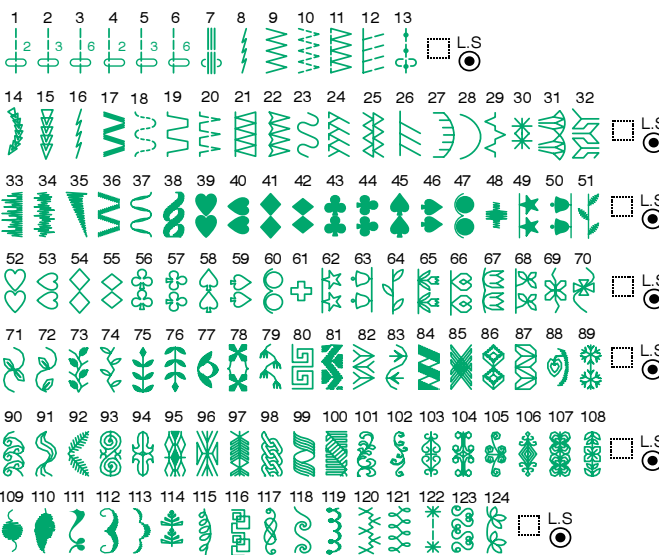 1 2 3 4 5 6 7 8 9 10 11 12 13
2 3 6 2 3 6 L.S
14 15 16 17 18 19 20 21 22 23 24 25 26 27 28 29 30 31 32
L.S
33 34 35 36 37 38 39 40 41 42 43 44 45 46 47 48 49 50 51
L.S
52 53 54 55 56 57 58 59 60 61 62 63 64 65 66 67 68 69 70
L.S
71 72 73 74 75 76 77 78 79 80 81 82 83 84 85 86 87 88 89
L.S
90 91 92 93 94 95 96 97 98 99 100 101 102 103 104 105 106 107 108
L.S
109 110 111 112 113 114 115 116 117 118 119 120 121 122 123 124
L.S